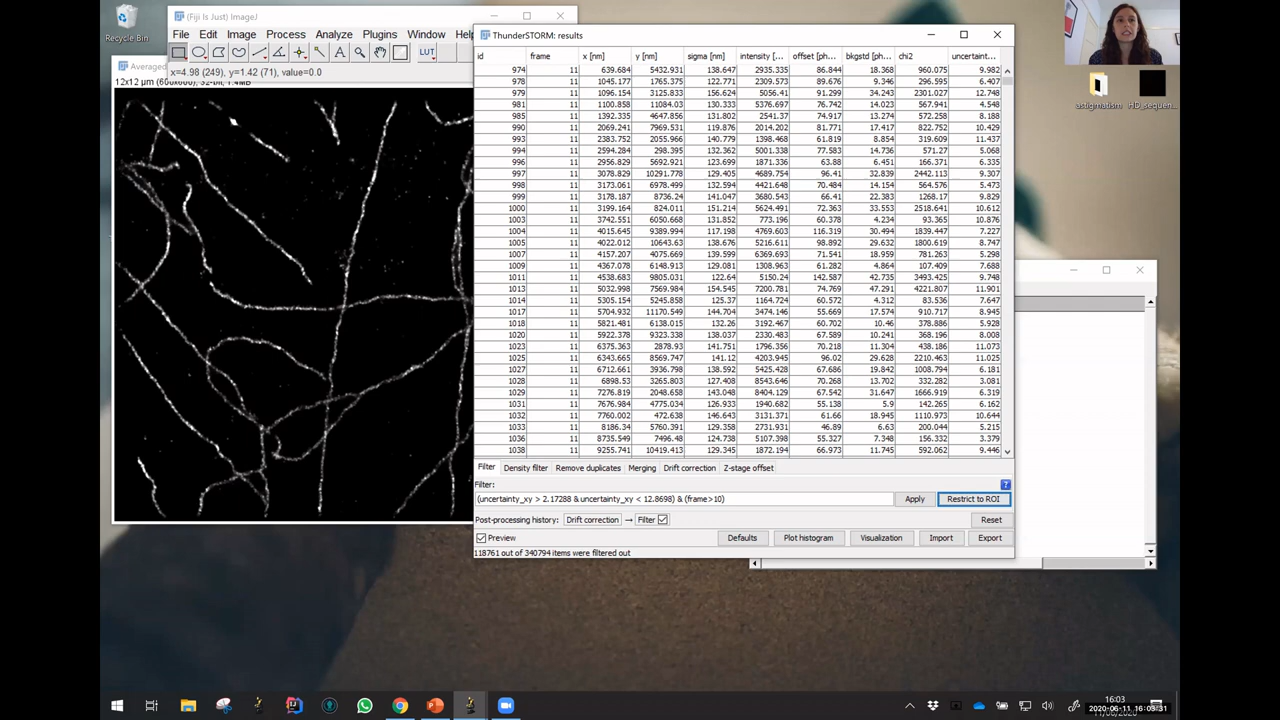 Recycle Bin
(Fiji Is Just) ImageJ
File Edit Image Process Analyze Plugins Window Help
LUT
x=4.98 (249), y=1.42 (71), value=0.0
12x12 µm (600x600); 32-bit; 1.4MB
ThunderSTORM: results
id frame x [nm] y [nm] sigma [nm] intensity [... offset [ph... bkgstd [ph... chi2 uncertaint...
974 11 639.684 5432.931 138.647 2935.335 86.844 18.368 960.075 9.982
978 11 1045.177 1765.375 122.771 2309.573 89.676 9.346 296.595 6.407
979 11 1096.154 3125.833 156.624 5056.41 91.291 34.243 2301.027 12.748
981 11 1100.858 11084.03 130.333 5376.697 76.742 14.023 567.941 4.548
985 11 1392.335 4647.856 131.802 2541.37 74.917 13.274 572.258 8.188
990 11 2069.241 7969.531 119.876 2014.202 81.771 17.417 822.752 10.429
993 11 2383.752 2055.966 140.779 1398.468 61.819 8.854 319.609 11.437
994 11 2594.284 298.395 132.362 5001.338 77.583 14.736 571.27 5.068
996 11 2956.829 5692.921 123.699 1871.336 63.88 6.451 166.371 6.335
997 11 3078.829 10291.778 129.405 4689.754 96.41 32.839 2442.113 9.307
998 11 3173.061 6978.499 132.594 4421.648 70.484 14.154 564.576 5.473
999 11 3178.187 8736.24 141.047 3680.543 66.41 22.383 1268.17 9.829
1000 11 3199.164 824.011 151.214 5624.491 72.363 33.553 2518.641 10.612
1003 11 3742.551 6050.668 131.852 773.196 60.378 4.234 93.365 10.876
1004 11 4015.645 9389.994 117.198 4769.603 116.319 30.494 1839.447 7.227
1005 11 4022.012 10643.63 138.676 5216.611 98.892 29.632 1800.619 8.747
1007 11 4157.207 4075.669 139.599 6369.693 71.541 18.959 781.263 5.298
1009 11 4367.078 6148.913 129.081 1308.963 61.282 4.864 107.409 7.688
1011 11 4538.683 9805.031 122.64 5150.24 142.587 42.735 3493.425 9.748
1013 11 5032.998 7569.984 154.545 7200.781 74.768 47.291 4221.807 11.901
1014 11 5305.154 5245.858 125.37 1164.724 60.572 4.312 83.536 7.647
1017 11 5704.932 11170.549 144.704 3474.146 55.669 17.574 910.717 8.945
1018 11 5821.481 6138.015 132.26 3192.467 60.702 10.46 378.886 5.928
1020 11 5922.378 9323.338 138.037 2330.483 67.589 10.241 368.196 8.008
1023 11 6375.363 2878.93 141.751 1796.356 70.218 11.304 438.186 11.073
1025 11 6343.665 8569.747 141.12 4203.945 96.02 29.628 2210.463 11.025
1027 11 6712.661 3936.798 138.592 5425.428 67.686 19.842 1008.794 6.181
1028 11 6898.53 3265.803 127.408 8543.646 70.268 13.702 332.282 3.081
1029 11 7276.819 2048.658 143.048 8404.129 67.542 31.647 1666.919 6.319
1031 11 7676.984 4775.034 126.933 1940.682 55.138 5.9 142.265 6.162
1032 11 7760.002 472.638 146.643 3131.371 61.66 18.945 1110.973 10.644
1033 11 8186.34 5760.391 129.358 2731.931 46.89 6.63 200.044 5.215
1036 11 8735.549 7496.48 124.738 5107.398 55.327 7.348 156.332 3.379
1038 11 9255.741 10419.413 129.345 1872.194 66.973 11.745 592.062 9.446
Filter Density filter Remove duplicates Merging Drift correction Z-stage offset
Filter:
(uncertainty_xy > 2.17288 & uncertainty_xy < 12.8698) & (frame>10) Apply Restrict to ROI
Post-processing history: Drift correction → Filter Reset
Preview Defaults Plot histogram Visualization Import Export
118761 out of 340794 items were filtered out
astigmatism HD_sequen...
16:03
2020-06-11, 16:03:31